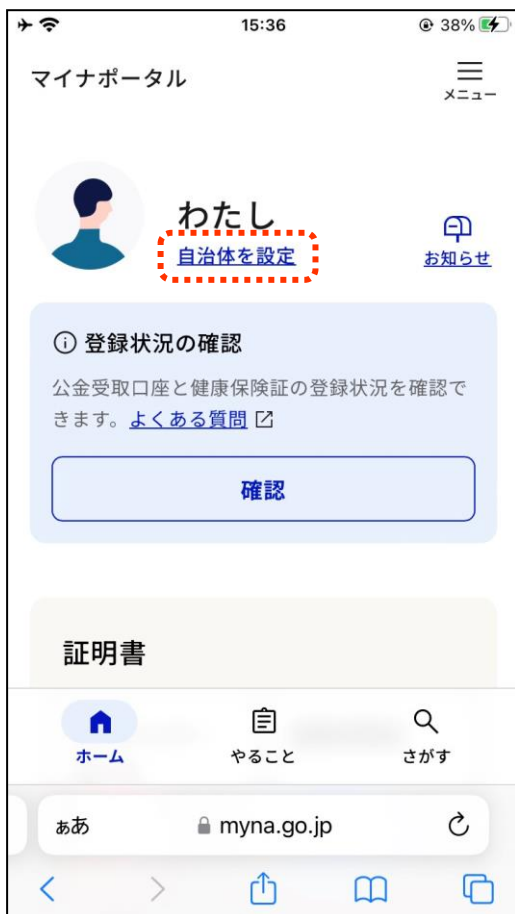 15:36
38%
マイナポータル
メニュー
わたし
自治体を設定
お知らせ
登録状況の確認
公金受取口座と健康保険証の登録状況を確認で
きます。よくある質問
確認
証明書
ホーム
やること
さがす
ぁあ
myna.go.jp